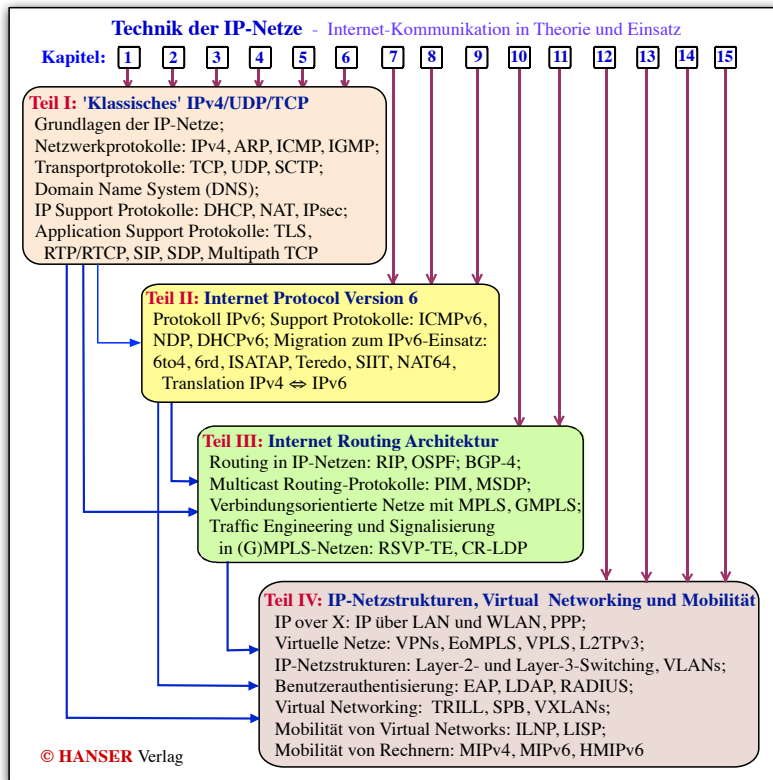 Technik der IP-Netze - Internet-Kommunikation in Theorie und Einsatz
Kapitel: 1 2 3 4 5 6 7 8 9 10 11 12 13 14 15
Teil I: 'Klassisches' IPv4/UDP/TCP
Grundlagen der IP-Netze;
Netzwerkprotokolle: IPv4, ARP, ICMP, IGMP;
Transportprotokolle: TCP, UDP, SCTP;
Domain Name System (DNS);
IP Support Protokolle: DHCP, NAT, IPsec;
Application Support Protokolle: TLS,
RTP/RTCP, SIP, SDP, Multipath TCP
Teil II: Internet Protocol Version 6
Protokoll IPv6; Support Protokolle: ICMPv6,
NDP, DHCPv6; Migration zum IPv6-Einsatz:
6to4, 6rd, ISATAP, Teredo, SIIT, NAT64,
Translation IPv4 ⇔ IPv6
Teil III: Internet Routing Architektur
Routing in IP-Netzen: RIP, OSPF; BGP-4;
Multicast Routing-Protokolle: PIM, MSDP;
Verbindungsorientierte Netze mit MPLS, GMPLS;
Traffic Engineering und Signalisierung
in (G)MPLS-Netzen: RSVP-TE, CR-LDP
Teil IV: IP-Netzstrukturen, Virtual Networking und Mobilität
IP over X: IP über LAN und WLAN, PPP;
Virtuelle Netze: VPNs, EoMPLS, VPLS, L2TPv3;
IP-Netzstrukturen: Layer-2- und Layer-3-Switching, VLANs;
Benutzerauthentisierung: EAP, LDAP, RADIUS;
Virtual Networking: TRILL, SPB, VXLANs;
Mobilität von Virtual Networks: ILNP, LISP;
Mobilität von Rechnern: MIPv4, MIPv6, HMIPv6
© HANSER Verlag